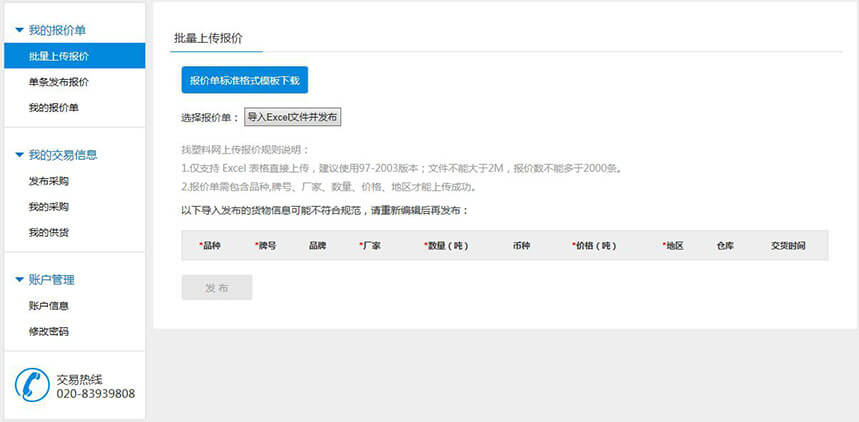 我的报价单
批量上传报价
单条发布报价
我的报价单
我的交易信息
发布采购
我的采购
我的供货
账户管理
账户信息
修改密码
交易热线
020-83939808
批量上传报价
报价单标准格式模板下载
选择报价单： 导入Excel文件并发布
找塑料网上传报价规则说明：
1.仅支持 Excel 表格直接上传，建议使用97-2003版本；文件不能大于2M，报价数不能多于2000条。
2.报价单需包含品种,牌号、厂家、数量、价格、地区才能上传成功。
以下导入发布的货物信息可能不符合规范，请重新编辑后再发布：
*品种 *牌号 品牌 *厂家 *数量（吨） 币种 *价格（吨） *地区 仓库 交货时间
发 布